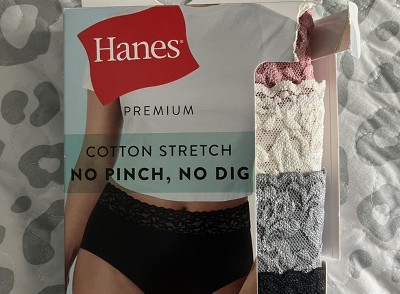 Hanes
PREMIUM
COTTON STRETCH
NO PINCH, NO DIG